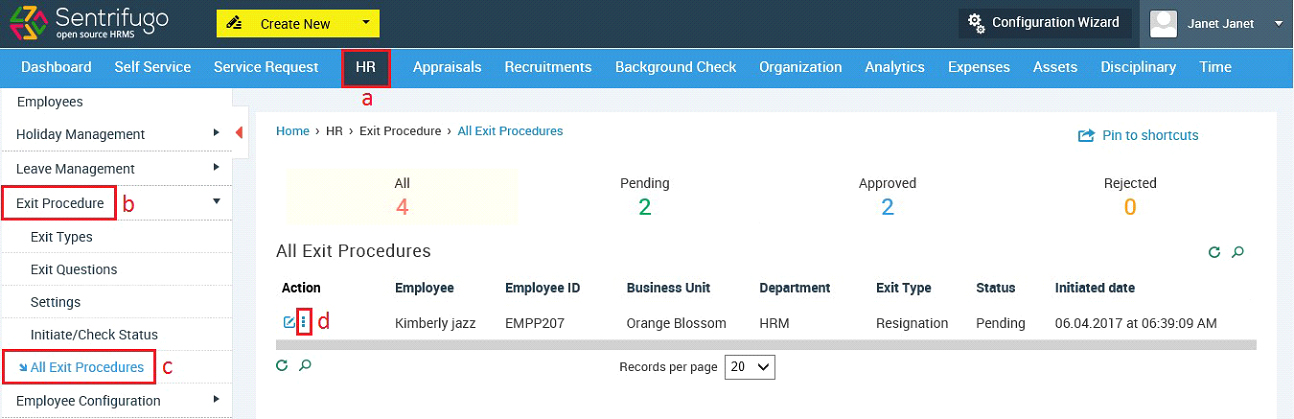 Sentrifugo
open source HRMS
Create New
Configuration Wizard
Janet Janet
Dashboard Self Service Service Request HR Appraisals Recruitments Background Check Organization Analytics Expenses Assets Disciplinary Time
a
Employees
Holiday Management
Leave Management
Exit Procedure b
Exit Types
Exit Questions
Settings
Initiate/Check Status
All Exit Procedures c
Employee Configuration
Home › HR › Exit Procedure › All Exit Procedures
Pin to shortcuts
All Pending Approved Rejected
4 2 2 0
All Exit Procedures
Action Employee Employee ID Business Unit Department Exit Type Status Initiated date
d Kimberly jazz EMPP207 Orange Blossom HRM Resignation Pending 06.04.2017 at 06:39:09 AM
Records per page 20